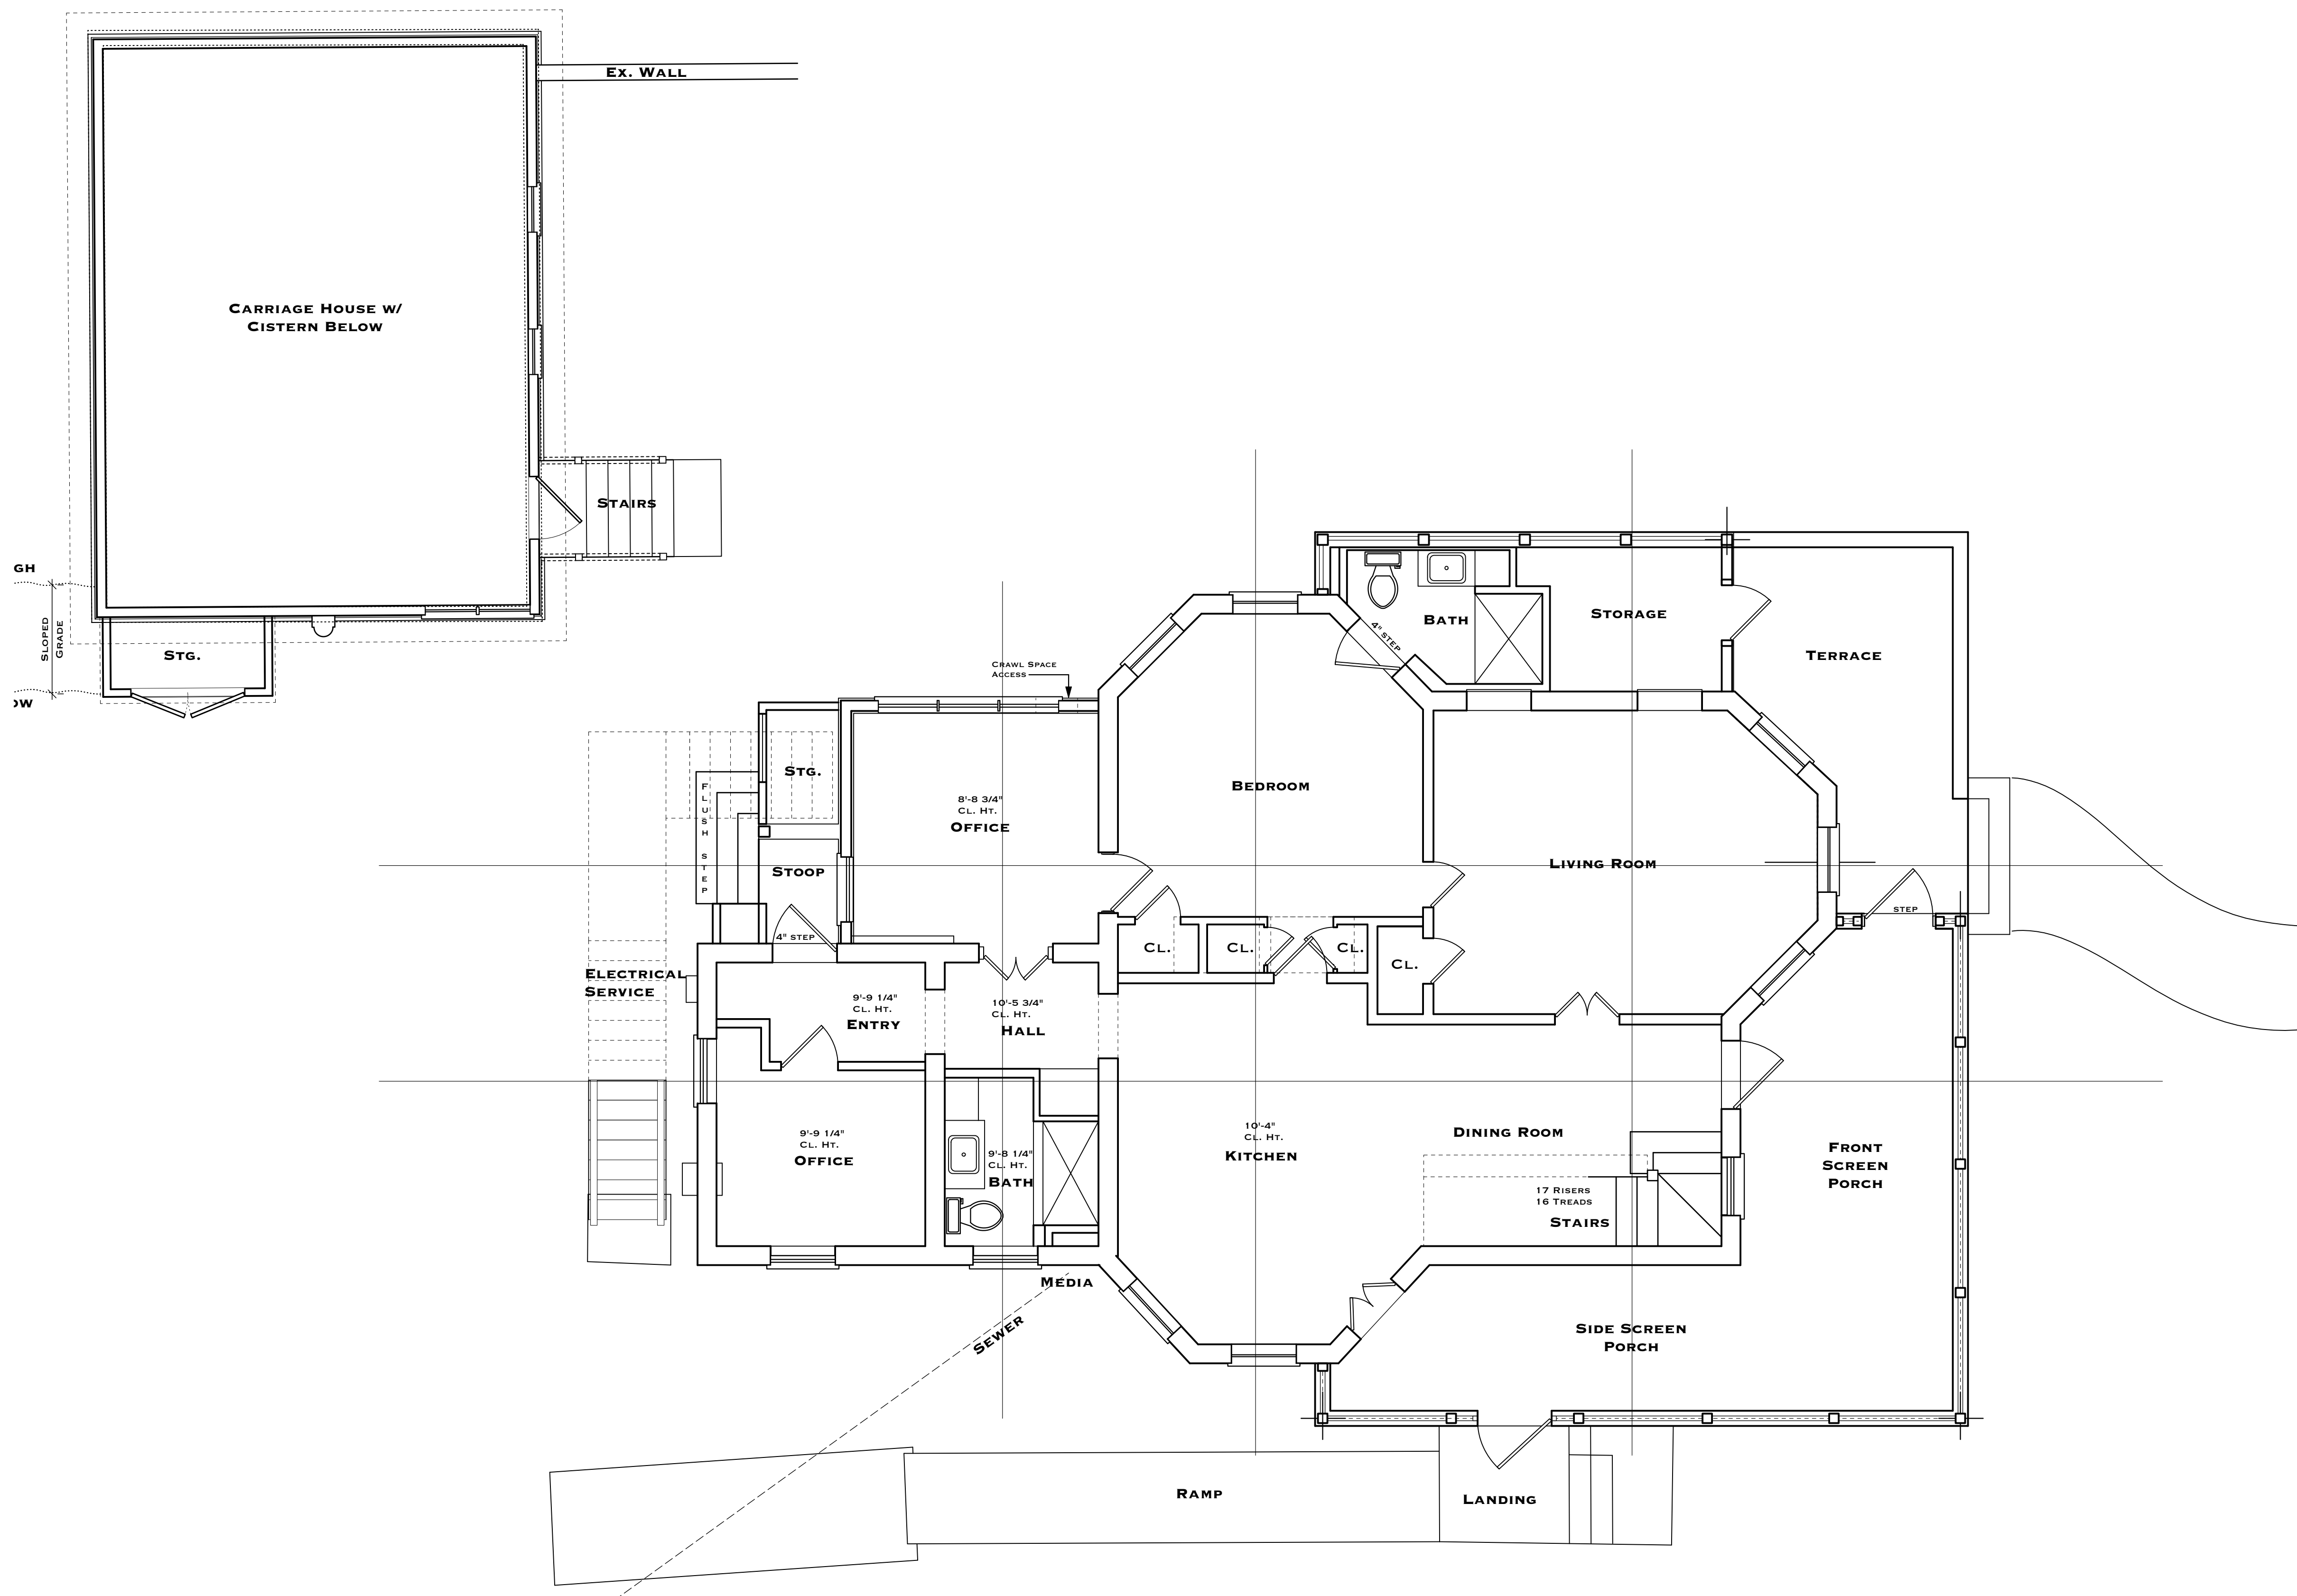 Ex. Wall
Carriage House w/
Cistern Below
Stairs
GH
Sloped
Grade
Stg.
OW
Bath
Storage
4" Step
Terrace
Crawl Space
Access
Stg.
Flush Step
8'-8 3/4"
Cl. Ht.
Office
Bedroom
Living Room
Stoop
Step
4" Step
Cl.
Cl.
Cl.
Cl.
Electrical
Service
9'-9 1/4"
Cl. Ht.
Entry
10'-5 3/4"
Cl. Ht.
Hall
9'-9 1/4"
Cl. Ht.
Office
9'-8 1/4"
Cl. Ht.
Bath
10'-4"
Cl. Ht.
Kitchen
Dining Room
17 Risers
16 Treads
Stairs
Front
Screen
Porch
Media
Sewer
Side Screen
Porch
Ramp
Landing